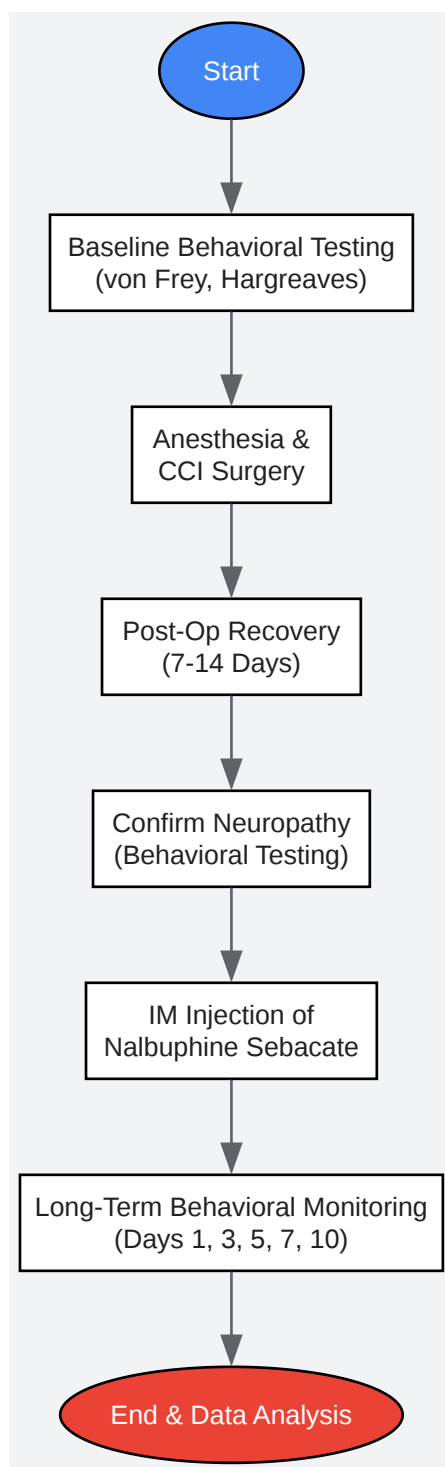 Start
Baseline Behavioral Testing
(von Frey, Hargreaves)
Anesthesia &
CCI Surgery
Post-Op Recovery
(7-14 Days)
Confirm Neuropathy
(Behavioral Testing)
IM Injection of
Nalbuphine Sebacate
Long-Term Behavioral Monitoring
(Days 1, 3, 5, 7, 10)
End & Data Analysis